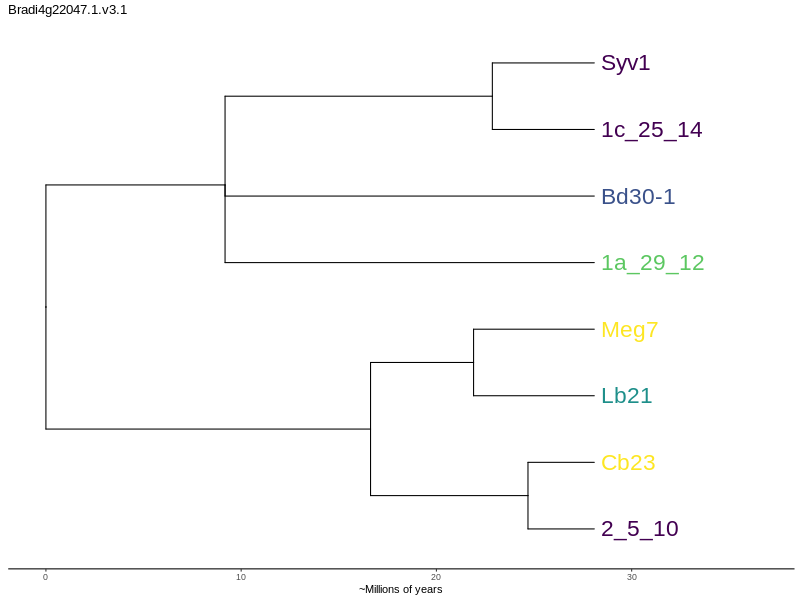 Bradi4g22047.1.v3.1
Syv1
1c_25_14
Bd30-1
1a_29_12
Meg7
Lb21
Cb23
2_5_10
0 10 20 30
~Millions of years